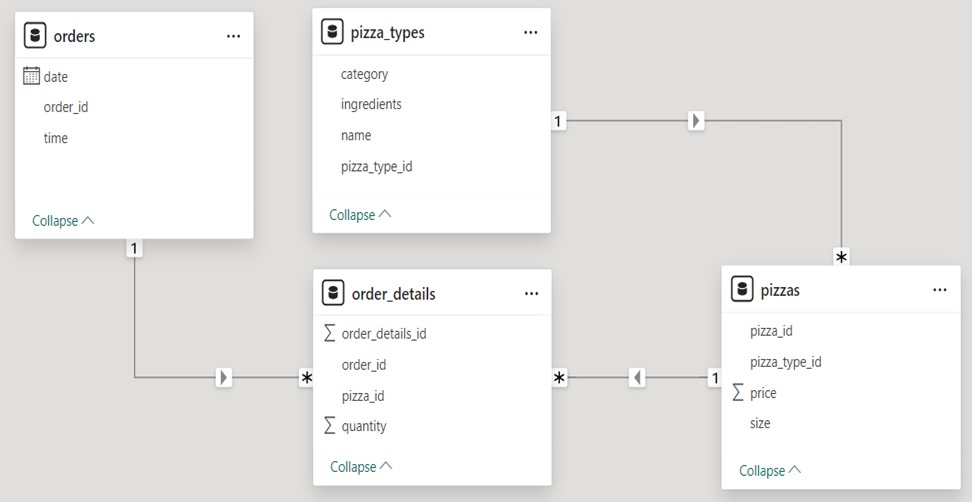 orders
date
order_id
time
Collapse
1
pizza_types
category
ingredients
name
pizza_type_id
Collapse
1
*
order_details
Σ order_details_id
order_id
pizza_id
Σ quantity
Collapse
*
*
1
pizzas
pizza_id
pizza_type_id
Σ price
size
Collapse